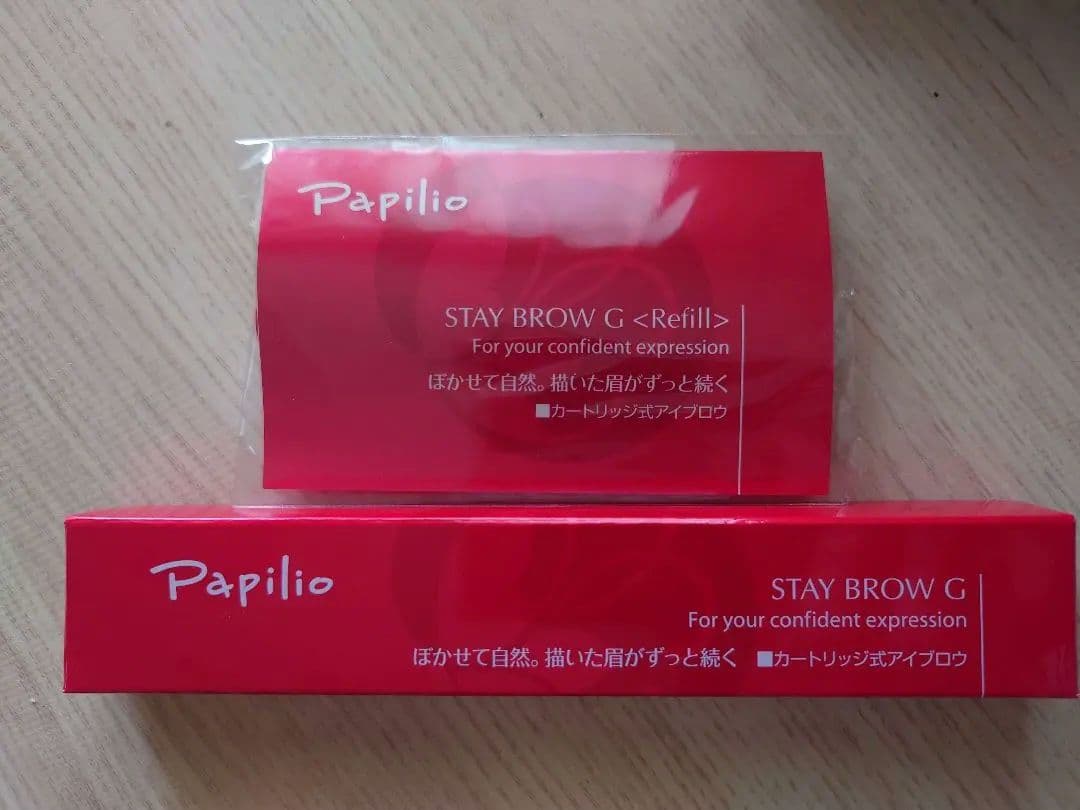 Papilio
STAY BROW G <Refill>
For your confident expression
ぼかせて自然。描いた眉がずっと続く
■カートリッジ式アイブロウ
Papilio
STAY BROW G
For your confident expression
ぼかせて自然。描いた眉がずっと続く ■カートリッジ式アイブロウ